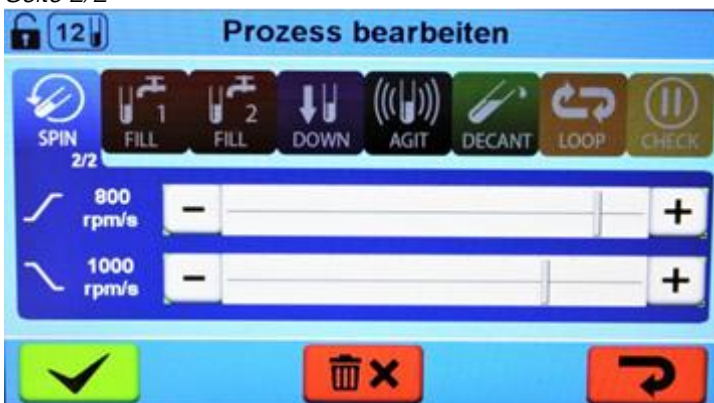 Seite 2/2
12
Prozess bearbeiten
SPIN
2/2
1
FILL
2
FILL
DOWN
AGIT
DECANT
LOOP
CHECK
800
rpm/s
− +
1000
rpm/s
− +